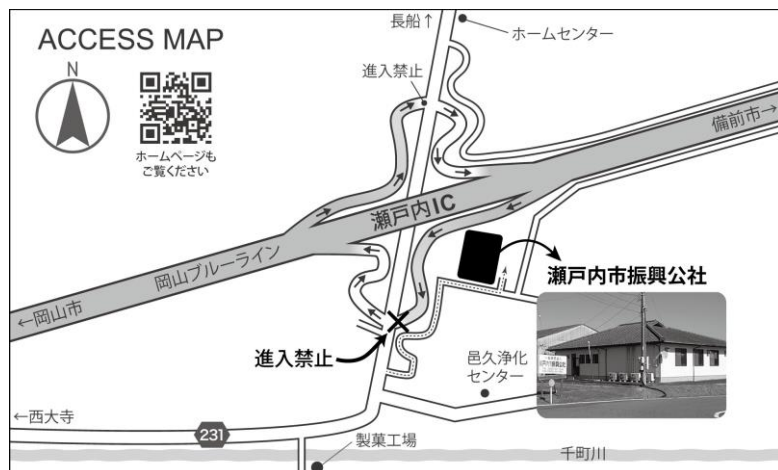 長船↑
ホームセンター
ACCESS MAP
進入禁止
N
備前市→
ホームページも
ご覧ください
瀬戸内IC
岡山ブルーライン
瀬戸内市振興公社
←岡山市
進入禁止
邑久浄化
センター
←西大寺
231
製菓工場
千町川